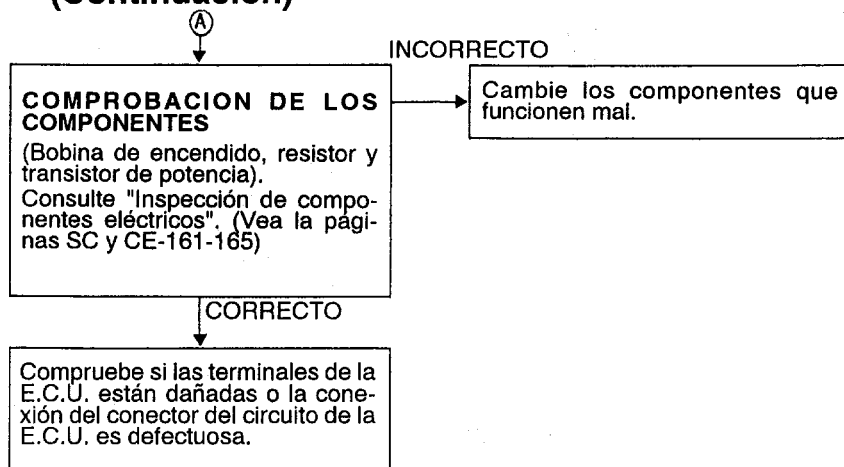 (Continuación)
A
INCORRECTO
COMPROBACION DE LOS
COMPONENTES
(Bobina de encendido, resistor y
transistor de potencia).
Consulte "Inspección de compo-
nentes eléctricos". (Vea la pági-
nas SC y CE-161-165)
Cambie los componentes que
funcionen mal.
CORRECTO
Compruebe si las terminales de la
E.C.U. están dañadas o la cone-
xión del conector del circuito de la
E.C.U. es defectuosa.